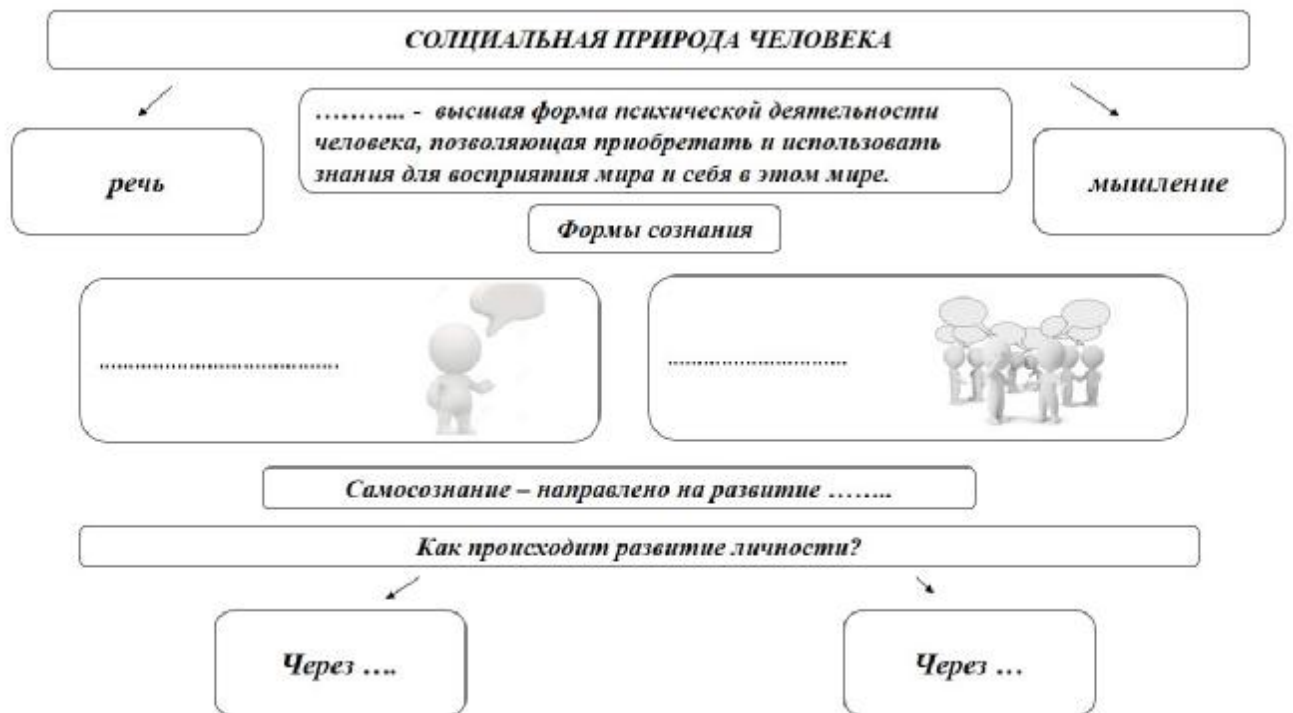 СОЛЦИАЛЬНАЯ ПРИРОДА ЧЕЛОВЕКА
………... - высшая форма психической деятельности
человека, позволяющая приобретать и использовать
знания для восприятия мира и себя в этом мире.
речь
мышление
Формы сознания
........................................
..............................
Самосознание – направлено на развитие ……..
Как происходит развитие личности?
Через ….
Через …